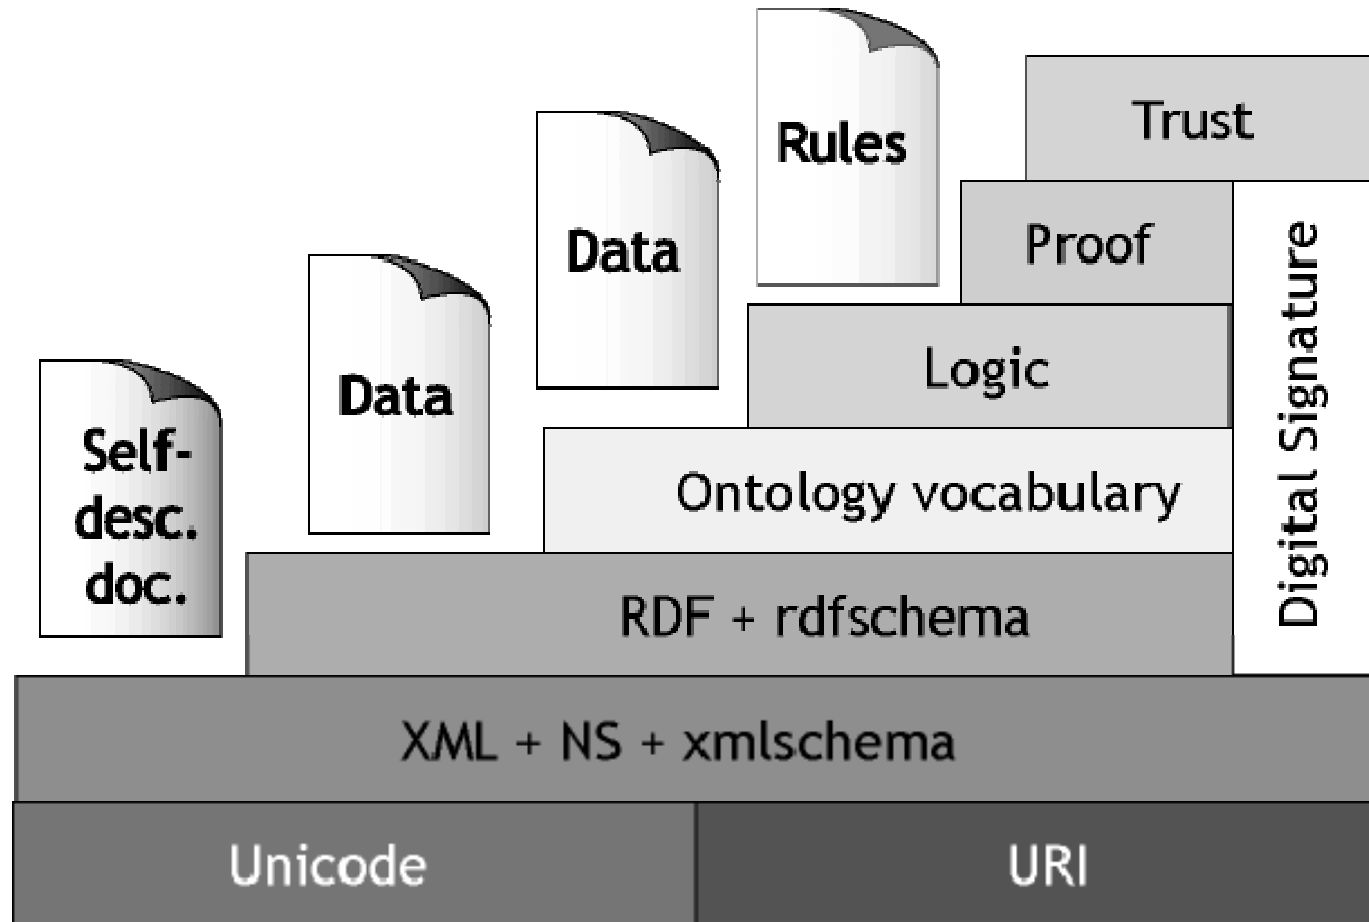 Rules
Trust
Data
Proof
Data
Logic
Self-
desc.
doc.
Ontology vocabulary
Digital Signature
RDF + rdfschema
XML + NS + xmlschema
Unicode
URI